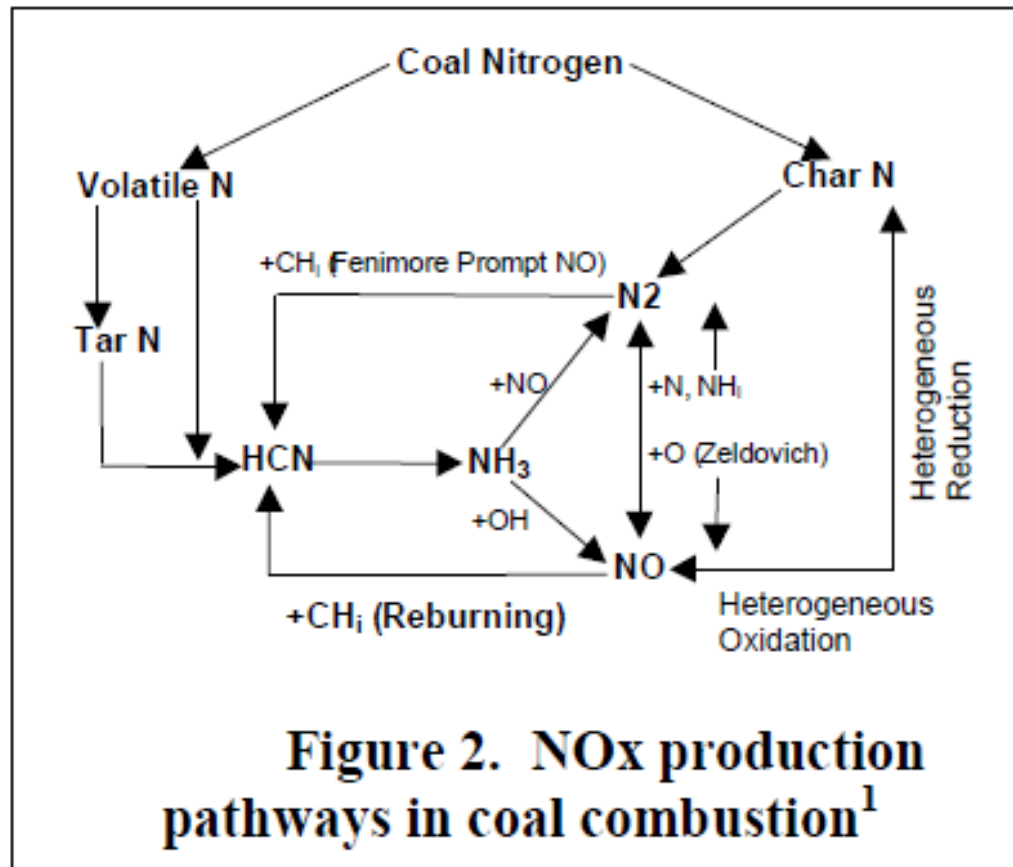 Coal Nitrogen
Volatile N
Char N
+CHᵢ (Fenimore Prompt NO)
N2
Tar N
+NO
+N, NHᵢ
Heterogeneous
Reduction
HCN
NH₃
+O (Zeldovich)
+OH
NO
+CHᵢ (Reburning)
Heterogeneous
Oxidation
Figure 2. NOx production
pathways in coal combustion¹